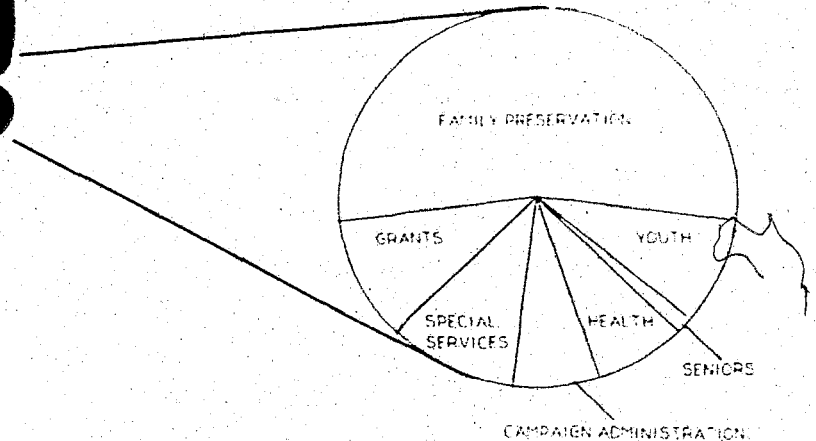 FAMILY PRESERVATION
GRANTS
YOUTH
SPECIAL
SERVICES
HEALTH
SENIORS
CAMPAIGN ADMINISTRATION